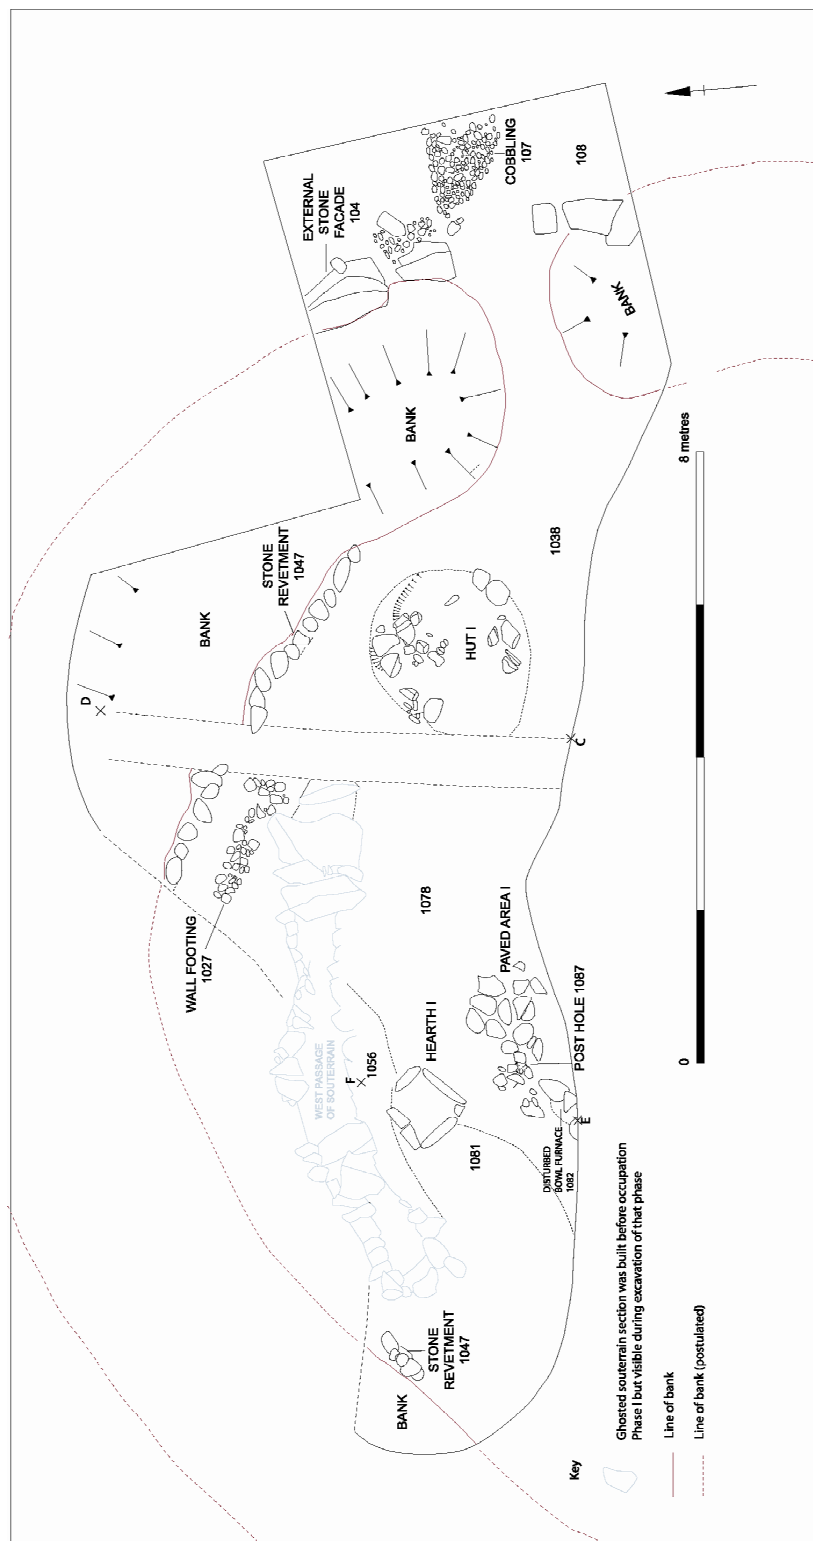 EXTERNAL
STONE
FACADE
104
COBBLING
107
108
BANK
BANK
D
BANK
STONE
REVETMENT
1047
1038
HUT I
C
8 metres
WALL FOOTING
1027
1078
PAVED AREA I
WEST PASSAGE
OF SOUTERRAIN
F
1056
HEARTH I
POST HOLE 1087
1081
DISTURBED
BOWL FURNACE
1082
E
0
BANK
STONE
REVETMENT
1047
Key
Ghosted souterrain section was built before occupation
Phase I but visible during excavation of that phase
Line of bank
Line of bank (postulated)